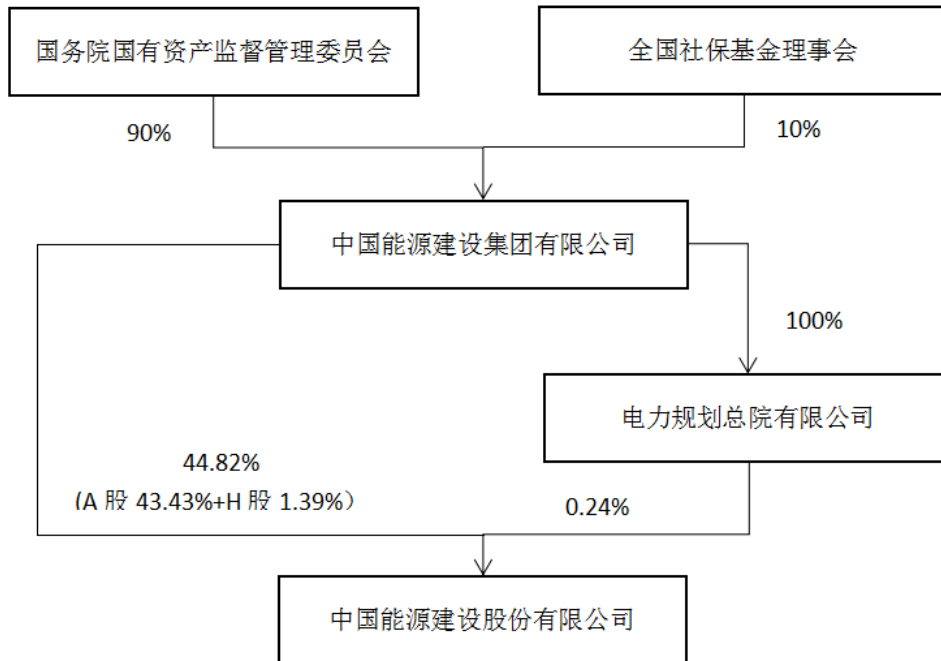 国务院国有资产监督管理委员会
全国社保基金理事会
90%
10%
中国能源建设集团有限公司
100%
电力规划总院有限公司
44.82%
(A 股 43.43%+H 股 1.39%）
0.24%
中国能源建设股份有限公司